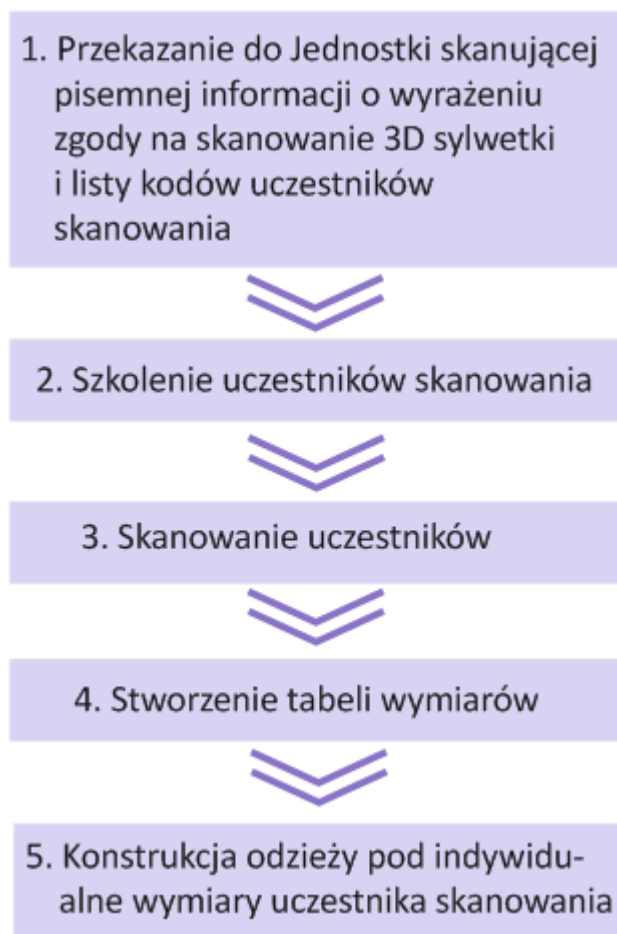 1. Przekazanie do Jednostki skanującej
pisemnej informacji o wyrażeniu
zgody na skanowanie 3D sylwetki
i listy kodów uczestników
skanowania
2. Szkolenie uczestników skanowania
3. Skanowanie uczestników
4. Stworzenie tabeli wymiarów
5. Konstrukcja odzieży pod indywidu-
alne wymiary uczestnika skanowania